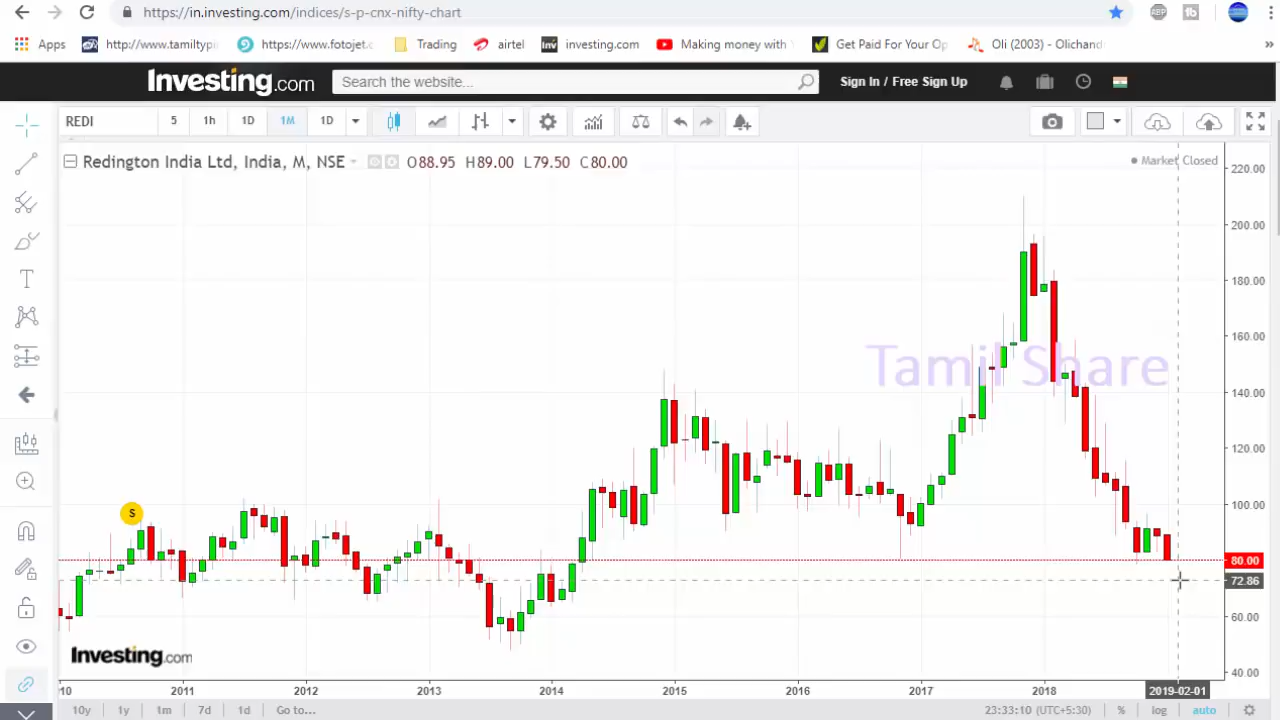 https://in.investing.com/indices/s-p-cnx-nifty-chart
ABP
Apps http://www.tamiltypi https://www.fotojet.c Trading airtel Inv investing.com Making money with Get Paid For Your Op Oli (2003) - Olichand »
Investing.com Search the website... Sign In / Free Sign Up
REDI 5 1h 1D 1M 1D
Redington India Ltd, India, M, NSE O88.95 H89.00 L79.50 C80.00 Market Closed
220.00
200.00
180.00
160.00
Tamil Share
140.00
120.00
100.00
S
80.00
72.86
60.00
Investing.com
40.00
10 2011 2012 2013 2014 2015 2016 2017 2018 2019-02-01
10y 1y 1m 7d 1d Go to... 23:33:10 (UTC+5:30) % log auto